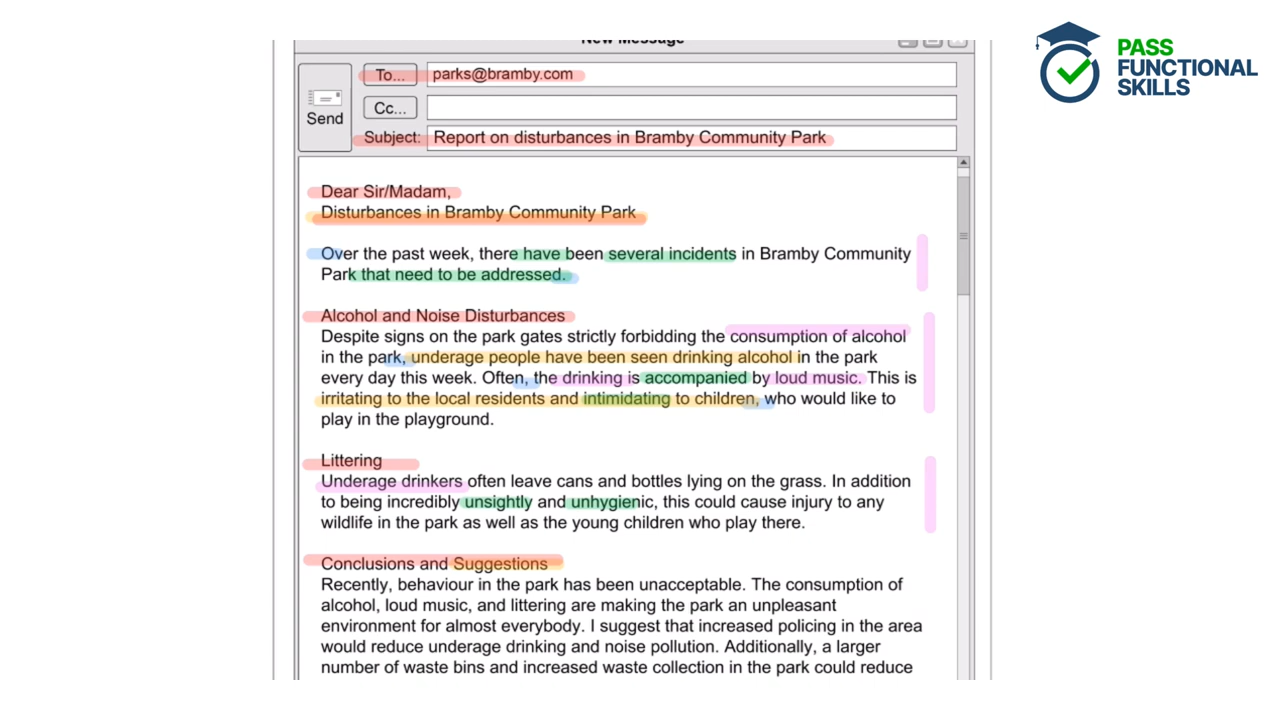 New Message
PASS
FUNCTIONAL
SKILLS
To... parks@bramby.com
Cc...
Send
Subject: Report on disturbances in Bramby Community Park
Dear Sir/Madam,
Disturbances in Bramby Community Park
Over the past week, there have been several incidents in Bramby Community
Park that need to be addressed.
Alcohol and Noise Disturbances
Despite signs on the park gates strictly forbidding the consumption of alcohol
in the park, underage people have been seen drinking alcohol in the park
every day this week. Often, the drinking is accompanied by loud music. This is
irritating to the local residents and intimidating to children, who would like to
play in the playground.
Littering
Underage drinkers often leave cans and bottles lying on the grass. In addition
to being incredibly unsightly and unhygienic, this could cause injury to any
wildlife in the park as well as the young children who play there.
Conclusions and Suggestions
Recently, behaviour in the park has been unacceptable. The consumption of
alcohol, loud music, and littering are making the park an unpleasant
environment for almost everybody. I suggest that increased policing in the area
would reduce underage drinking and noise pollution. Additionally, a larger
number of waste bins and increased waste collection in the park could reduce